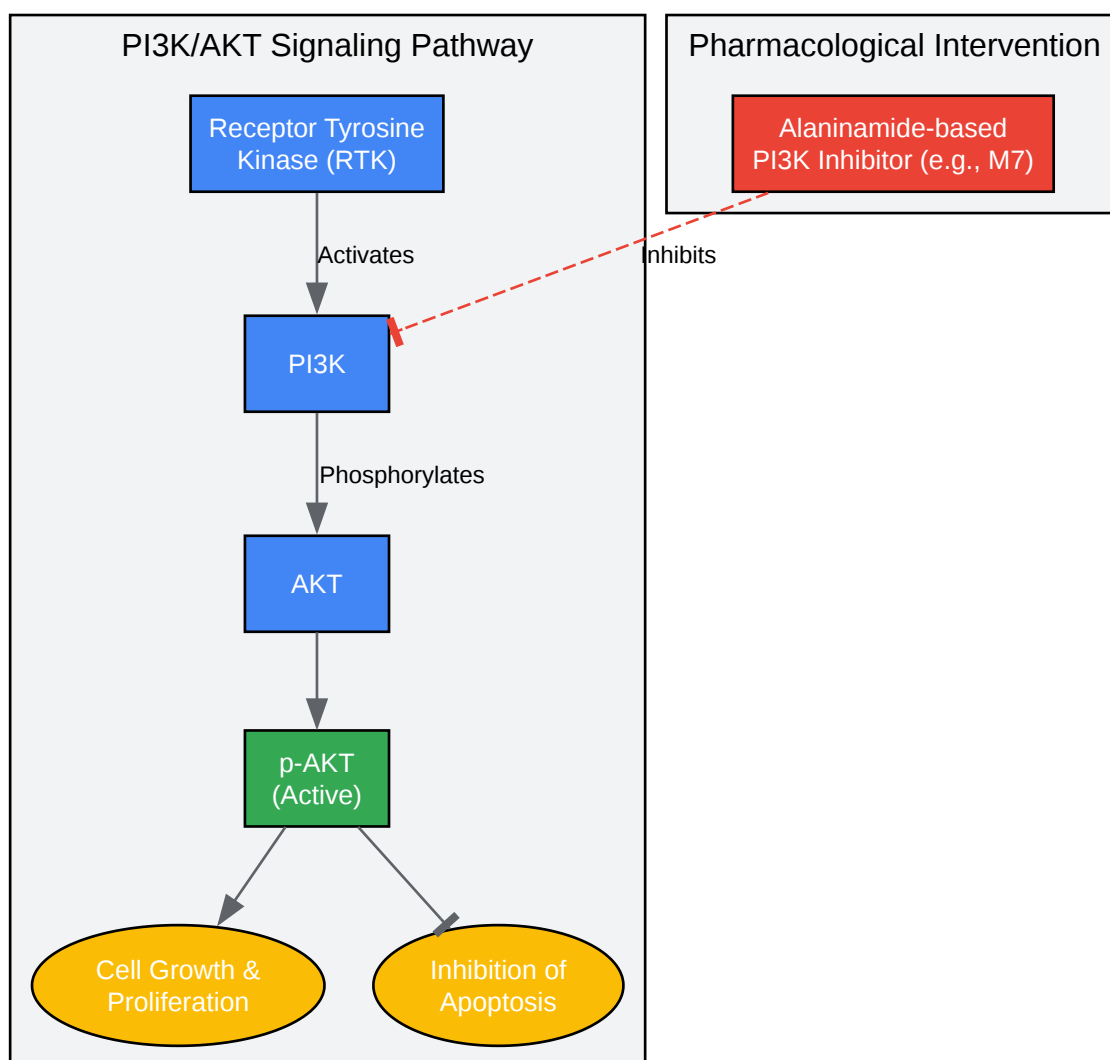 PI3K/AKT Signaling Pathway
Pharmacological Intervention
Receptor Tyrosine
Kinase (RTK)
Alaninamide-based
PI3K Inhibitor (e.g., M7)
Activates
Inhibits
PI3K
Phosphorylates
AKT
p-AKT
(Active)
Cell Growth &
Proliferation
Inhibition of
Apoptosis